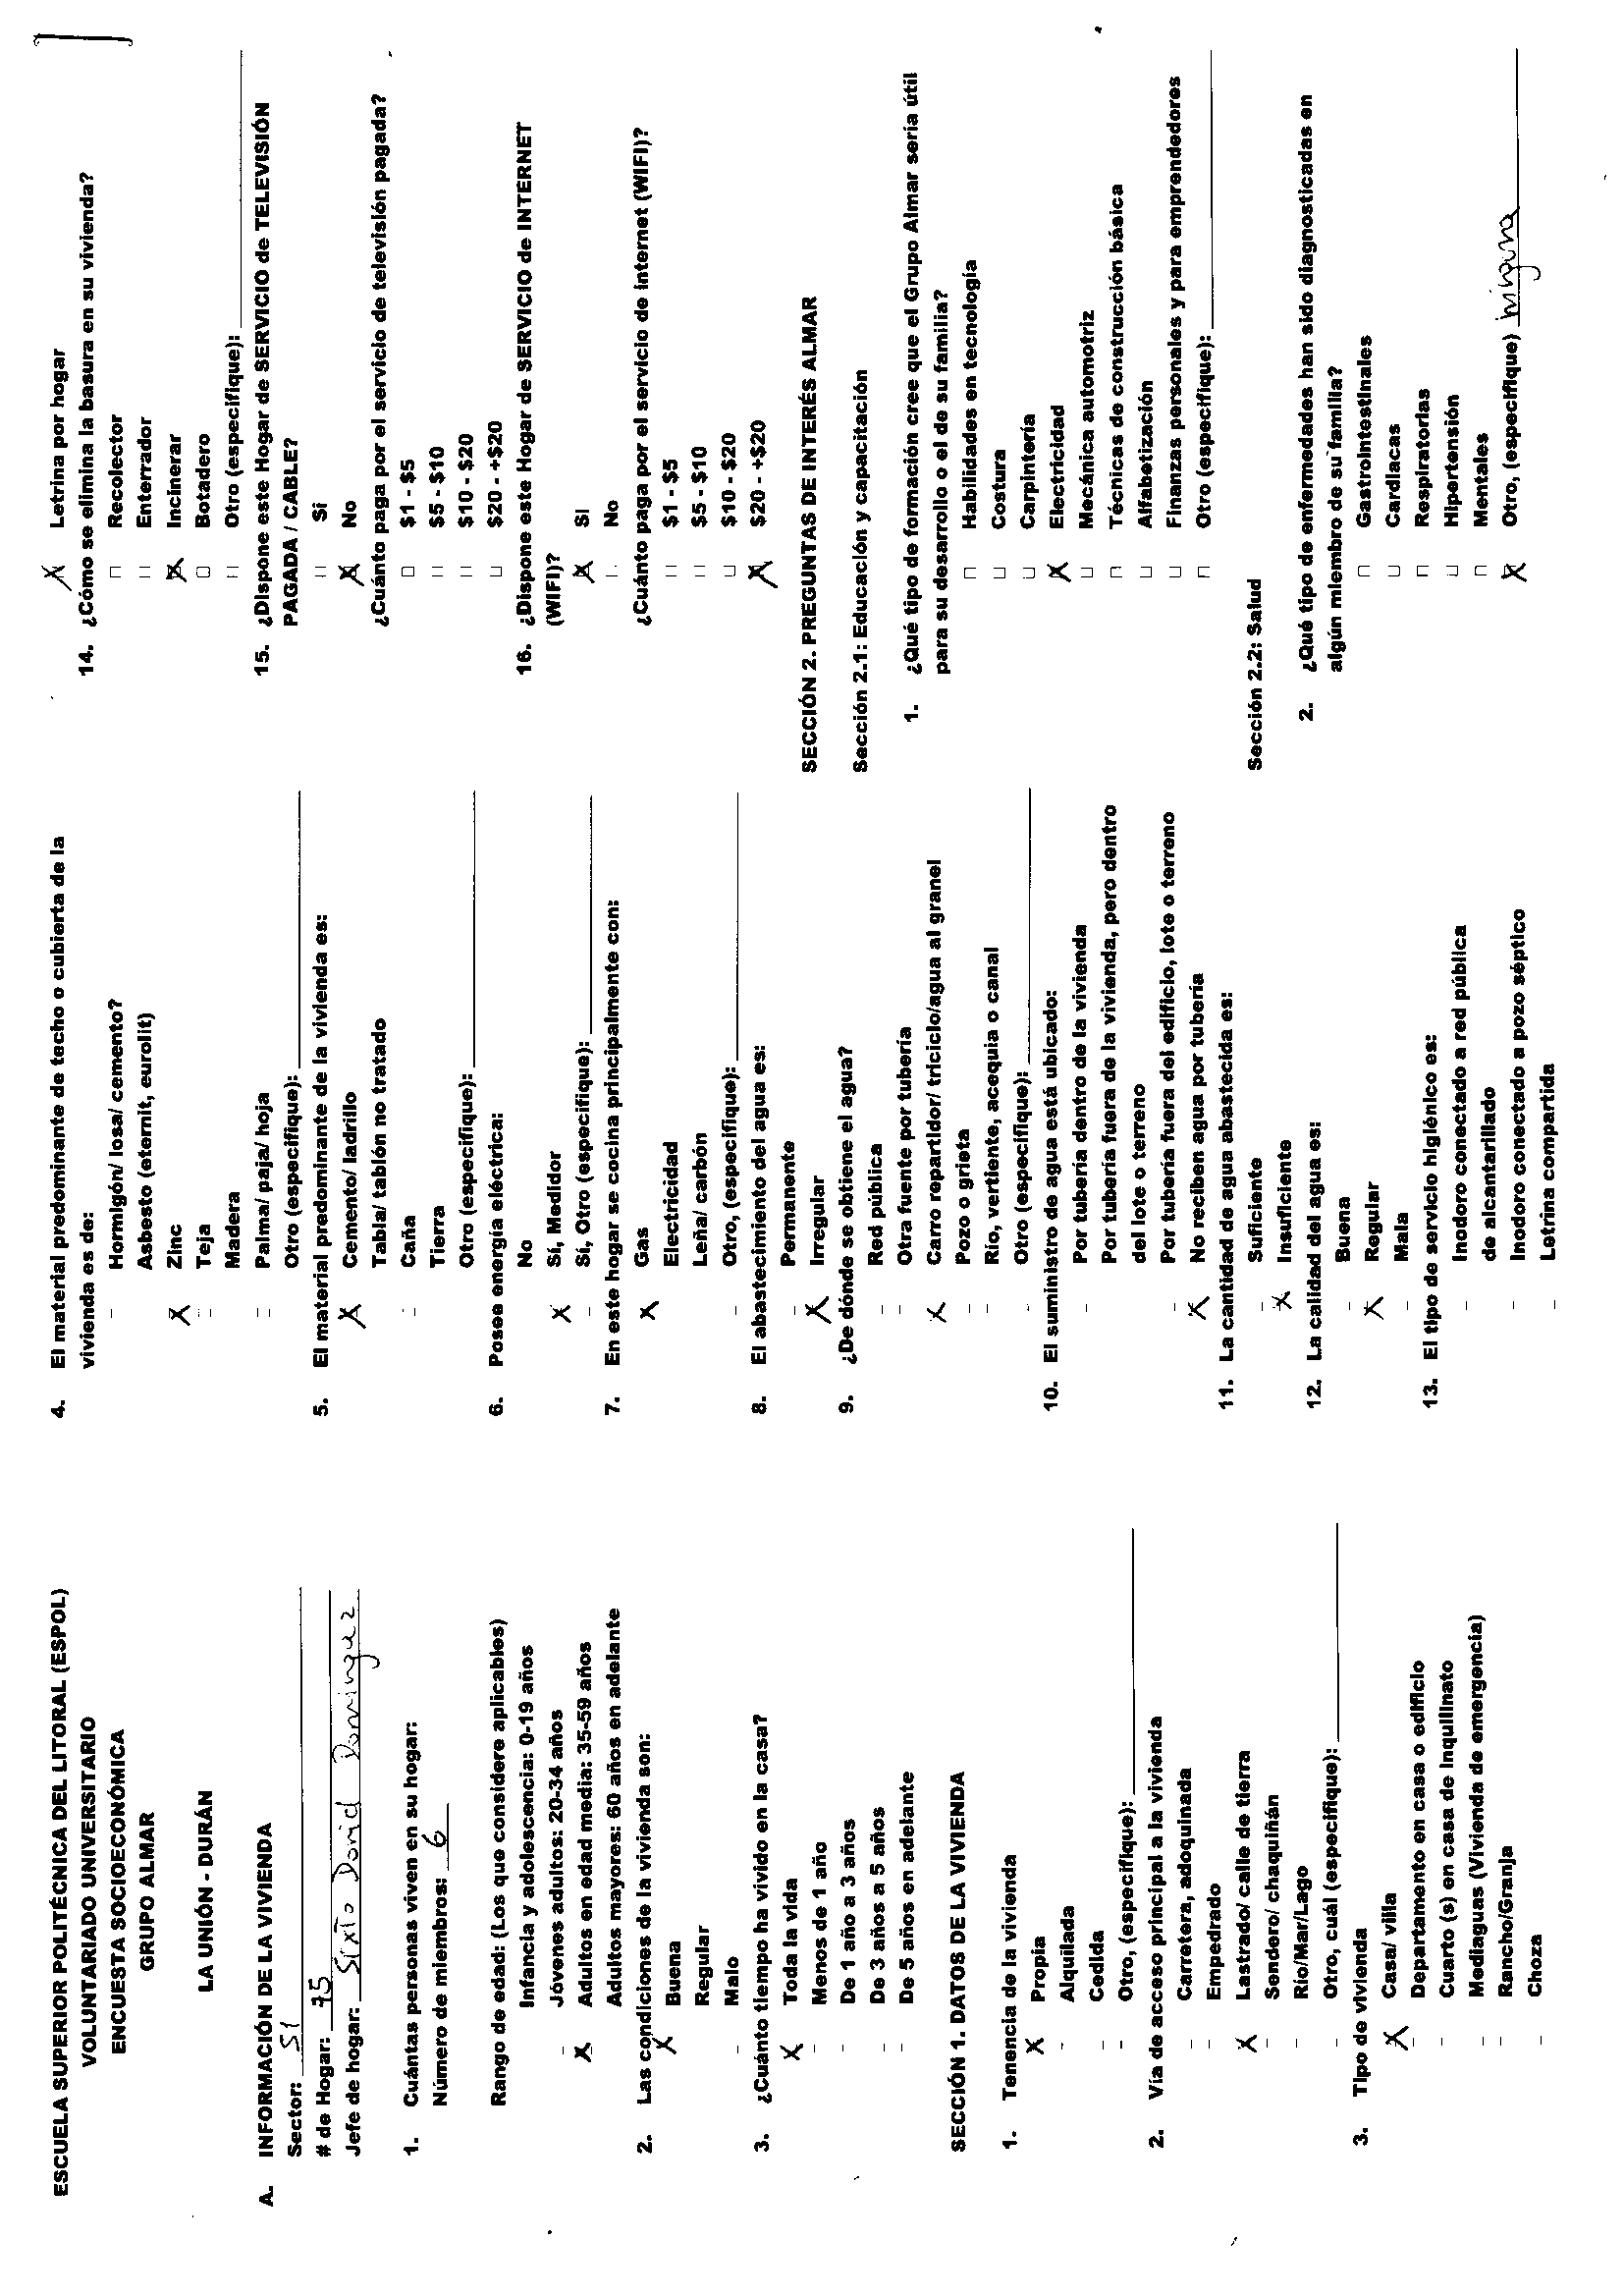 ESCUELA SUPERIOR POLITÉCNICA DEL LITORAL (ESPOL)
VOLUNTARIADO UNIVERSITARIO
ENCUESTA SOCIOECONÓMICA
GRUPO ALMAR
LA UNIÓN - DURÁN
A. INFORMACIÓN DE LA VIVIENDA
Sector: S1
# de Hogar: 75
Jefe de hogar: Sixto David Dominguez
1. Cuántas personas viven en su hogar:
Número de miembros: 6
Rango de edad: (Los que considere aplicables)
Infancia y adolescencia: 0-19 años
- Jóvenes adultos: 20-34 años
X Adultos en edad media: 35-59 años
Adultos mayores: 60 años en adelante
2. Las condiciones de la vivienda son:
X Buena
Regular
- Malo
3. ¿Cuánto tiempo ha vivido en la casa?
X Toda la vida
- Menos de 1 año
- De 1 año a 3 años
- De 3 años a 5 años
- De 5 años en adelante
SECCIÓN 1. DATOS DE LA VIVIENDA
1. Tenencia de la vivienda
X Propia
- Alquilada
- Cedida
- Otro, (especifique):
2. Vía de acceso principal a la vivienda
- Carretera, adoquinada
- Empedrado
X Lastrado/ calle de tierra
- Sendero/ chaquiñán
- Río/Mar/Lago
- Otro, cuál (especifique):
3. Tipo de vivienda
X Casa/ villa
- Departamento en casa o edificio
- Cuarto (s) en casa de inquilinato
- Mediaguas (Vivienda de emergencia)
- Rancho/Granja
- Choza
4. El material predominante de techo o cubierta de la
vivienda es de:
- Hormigón/ losa/ cemento?
Asbesto (eternit, eurolit)
X Zinc
- Teja
Madera
- Palma/ paja/ hoja
Otro (especifique):
5. El material predominante de la vivienda es:
X Cemento/ ladrillo
Tabla/ tablón no tratado
- Caña
Tierra
Otro (especifique):
6. Posee energía eléctrica:
No
X Sí, Medidor
- Sí, Otro (especifique):
7. En este hogar se cocina principalmente con:
X Gas
Electricidad
Leña/ carbón
- Otro, (especifique):
8. El abastecimiento del agua es:
- Permanente
X Irregular
9. ¿De dónde se obtiene el agua?
- Red pública
- Otra fuente por tubería
X Carro repartidor/ triciclo/agua al granel
- Pozo o grieta
- Río, vertiente, acequia o canal
- Otro (especifique):
10. El suministro de agua está ubicado:
- Por tubería dentro de la vivienda
Por tubería fuera de la vivienda, pero dentro
del lote o terreno
- Por tubería fuera del edificio, lote o terreno
X No reciben agua por tubería
11. La cantidad de agua abastecida es:
- Suficiente
X Insuficiente
12. La calidad del agua es:
- Buena
X Regular
- Mala
13. El tipo de servicio higiénico es:
- Inodoro conectado a red pública
de alcantarillado
- Inodoro conectado a pozo séptico
- Letrina compartida
X Letrina por hogar
14. ¿Cómo se elimina la basura en su vivienda?
Recolector
Enterrador
X Incinerar
Botadero
Otro (especifique):
15. ¿Dispone este Hogar de SERVICIO de TELEVISIÓN
PAGADA / CABLE?
Sí
X No
¿Cuánto paga por el servicio de televisión pagada?
$1 - $5
$5 - $10
$10 - $20
$20 - +$20
16. ¿Dispone este Hogar de SERVICIO de INTERNET
(WIFI)?
X Sí
No
¿Cuánto paga por el servicio de internet (WIFI)?
$1 - $5
$5 - $10
$10 - $20
X $20 - +$20
SECCIÓN 2. PREGUNTAS DE INTERÉS ALMAR
Sección 2.1: Educación y capacitación
1. ¿Qué tipo de formación cree que el Grupo Almar sería útil
para su desarrollo o el de su familia?
Habilidades en tecnología
Costura
Carpintería
X Electricidad
Mecánica automotriz
Técnicas de construcción básica
Alfabetización
Finanzas personales y para emprendedores
Otro (especifique):
Sección 2.2: Salud
2. ¿Qué tipo de enfermedades han sido diagnosticadas en
algún miembro de su familia?
Gastrointestinales
Cardíacas
Respiratorias
Hipertensión
Mentales
X Otro, (especifique) ninguna